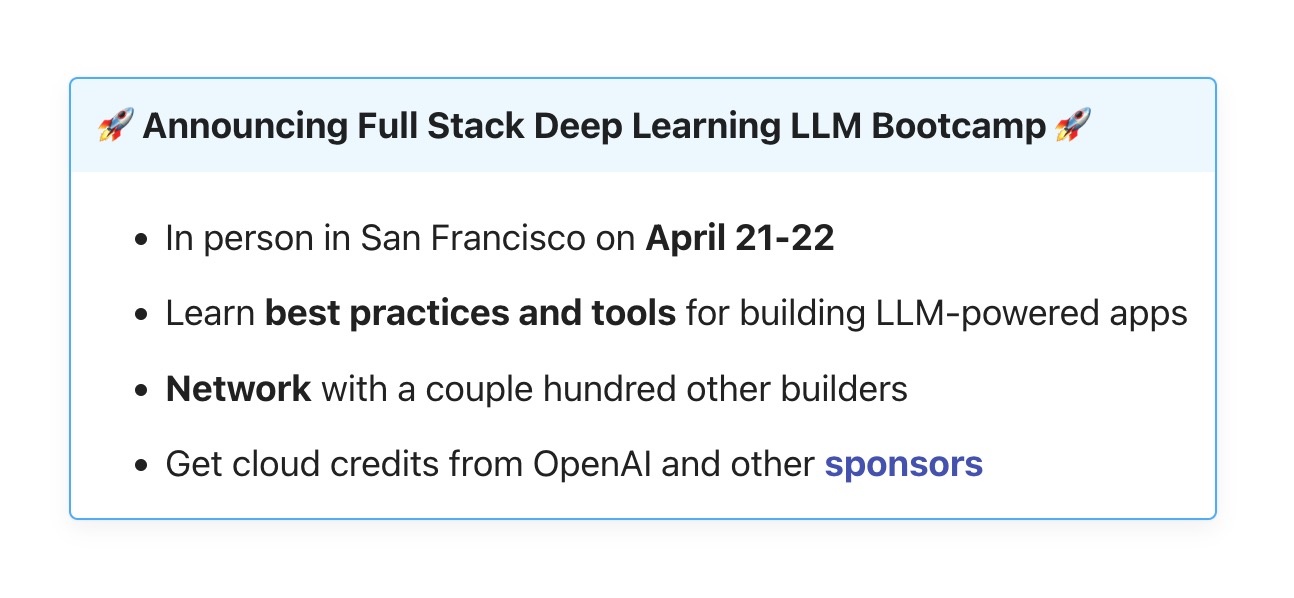 🚀 Announcing Full Stack Deep Learning LLM Bootcamp 🚀
• In person in San Francisco on April 21-22
• Learn best practices and tools for building LLM-powered apps
• Network with a couple hundred other builders
• Get cloud credits from OpenAI and other sponsors